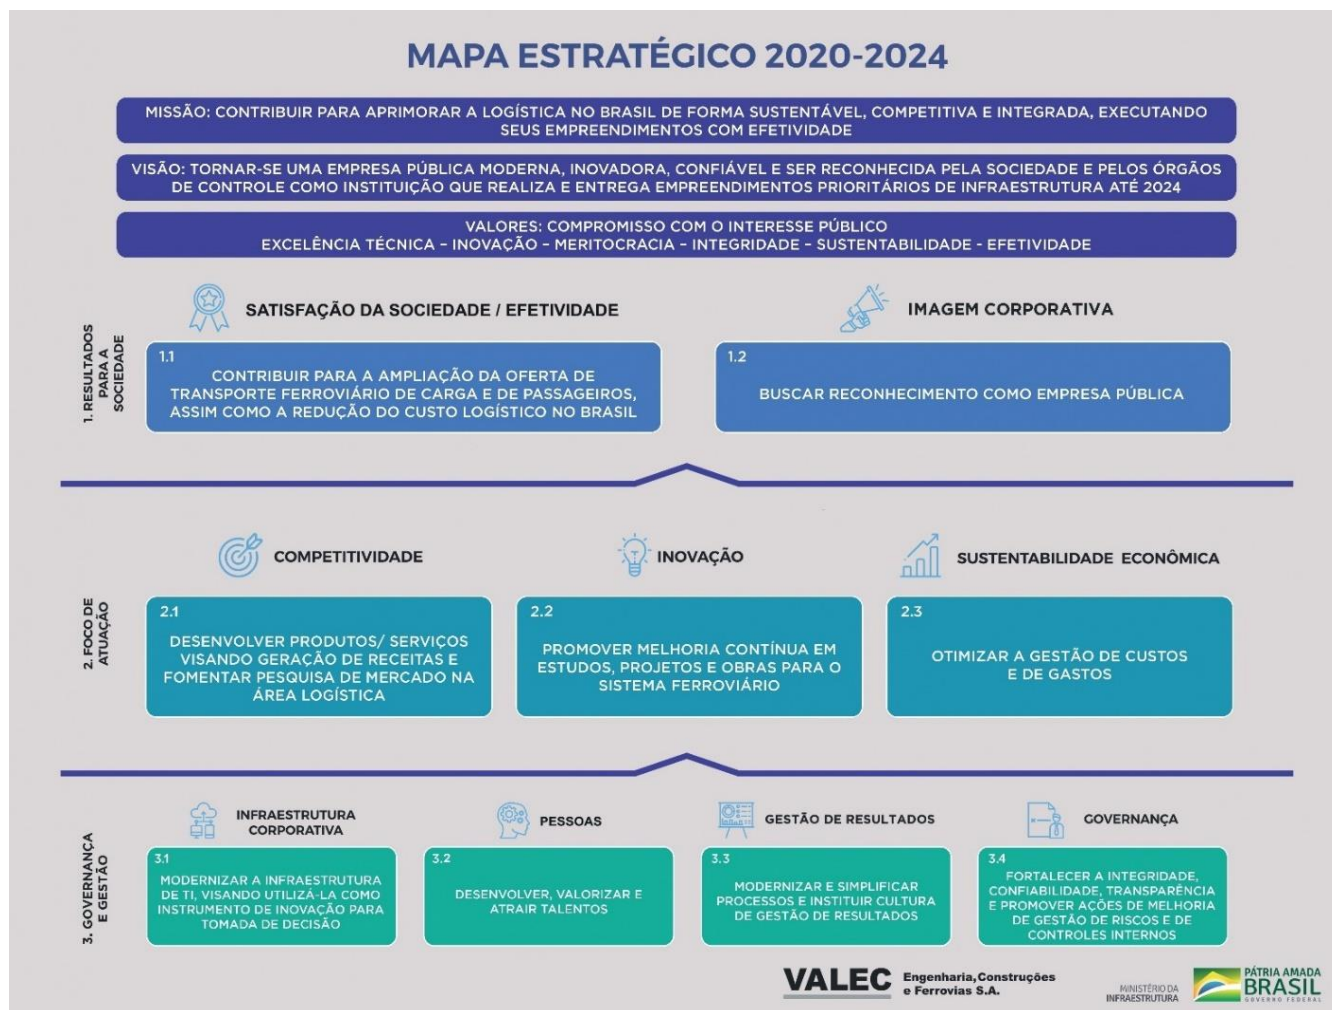 MAPA ESTRATÉGICO 2020-2024
MISSÃO: CONTRIBUIR PARA APRIMORAR A LOGÍSTICA NO BRASIL DE FORMA SUSTENTÁVEL, COMPETITIVA E INTEGRADA, EXECUTANDO
SEUS EMPREENDIMENTOS COM EFETIVIDADE
VISÃO: TORNAR-SE UMA EMPRESA PÚBLICA MODERNA, INOVADORA, CONFIÁVEL E SER RECONHECIDA PELA SOCIEDADE E PELOS ÓRGÃOS
DE CONTROLE COMO INSTITUIÇÃO QUE REALIZA E ENTREGA EMPREENDIMENTOS PRIORITÁRIOS DE INFRAESTRUTURA ATÉ 2024
VALORES: COMPROMISSO COM O INTERESSE PÚBLICO
EXCELÊNCIA TÉCNICA – INOVAÇÃO – MERITOCRACIA – INTEGRIDADE – SUSTENTABILIDADE - EFETIVIDADE
1. RESULTADOS
PARA A
SOCIEDADE
SATISFAÇÃO DA SOCIEDADE / EFETIVIDADE
1.1
CONTRIBUIR PARA A AMPLIAÇÃO DA OFERTA DE
TRANSPORTE FERROVIÁRIO DE CARGA E DE PASSAGEIROS,
ASSIM COMO A REDUÇÃO DO CUSTO LOGÍSTICO NO BRASIL
IMAGEM CORPORATIVA
1.2
BUSCAR RECONHECIMENTO COMO EMPRESA PÚBLICA
2. FOCO DE
ATUAÇÃO
COMPETITIVIDADE
2.1
DESENVOLVER PRODUTOS/ SERVIÇOS
VISANDO GERAÇÃO DE RECEITAS E
FOMENTAR PESQUISA DE MERCADO NA
ÁREA LOGÍSTICA
INOVAÇÃO
2.2
PROMOVER MELHORIA CONTÍNUA EM
ESTUDOS, PROJETOS E OBRAS PARA O
SISTEMA FERROVIÁRIO
SUSTENTABILIDADE ECONÔMICA
2.3
OTIMIZAR A GESTÃO DE CUSTOS
E DE GASTOS
3. GOVERNANÇA
E GESTÃO
INFRAESTRUTURA
CORPORATIVA
3.1
MODERNIZAR A INFRAESTRUTURA
DE TI, VISANDO UTILIZÁ-LA COMO
INSTRUMENTO DE INOVAÇÃO PARA
TOMADA DE DECISÃO
PESSOAS
3.2
DESENVOLVER, VALORIZAR E
ATRAIR TALENTOS
GESTÃO DE RESULTADOS
3.3
MODERNIZAR E SIMPLIFICAR
PROCESSOS E INSTITUIR CULTURA
DE GESTÃO DE RESULTADOS
GOVERNANÇA
3.4
FORTALECER A INTEGRIDADE,
CONFIABILIDADE, TRANSPARÊNCIA
E PROMOVER AÇÕES DE MELHORIA
DE GESTÃO DE RISCOS E DE
CONTROLES INTERNOS
VALEC
Engenharia, Construções
e Ferrovias S.A.
MINISTÉRIO DA
INFRAESTRUTURA
PÁTRIA AMADA
BRASIL
GOVERNO FEDERAL